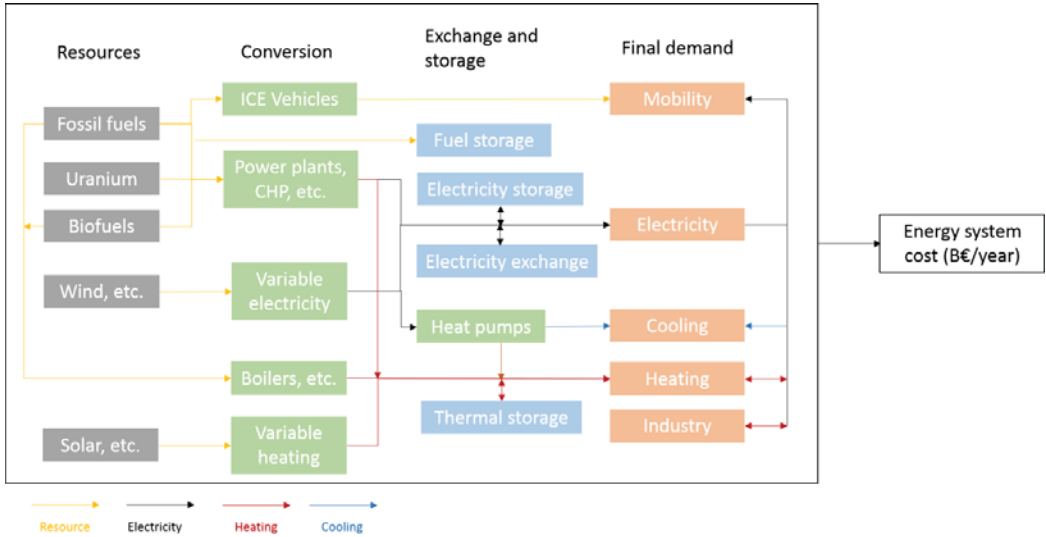 Resources
Conversion
Exchange and
storage
Final demand
ICE Vehicles
Mobility
Fossil fuels
Fuel storage
Uranium
Power plants,
CHP, etc.
Electricity storage
Biofuels
Electricity
Electricity exchange
Energy system
cost (B€/year)
Wind, etc.
Variable
electricity
Heat pumps
Cooling
Boilers, etc.
Heating
Thermal storage
Industry
Solar, etc.
Variable
heating
Resource
Electricity
Heating
Cooling